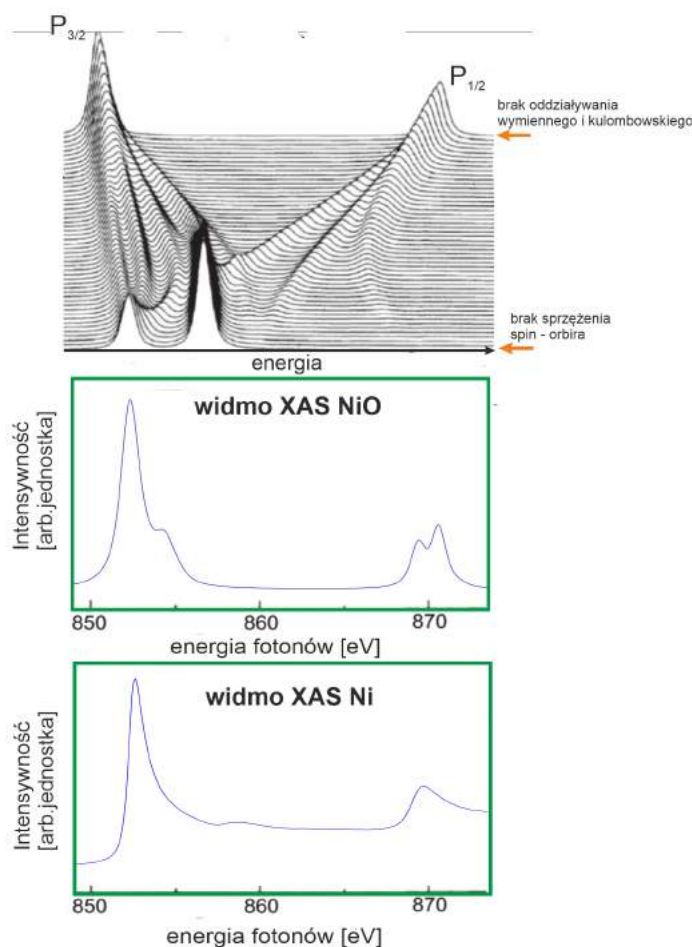 P3/2
P1/2
brak oddziaływania
wymiennego i kulombowskiego
brak sprzężenia
spin - orbira
energia
widmo XAS NiO
Intensywność
[arb.jednostka]
850 860 870
energia fotonów [eV]
widmo XAS Ni
Intensywność
[arb.jednostka]
850 860 870
energia fotonów [eV]